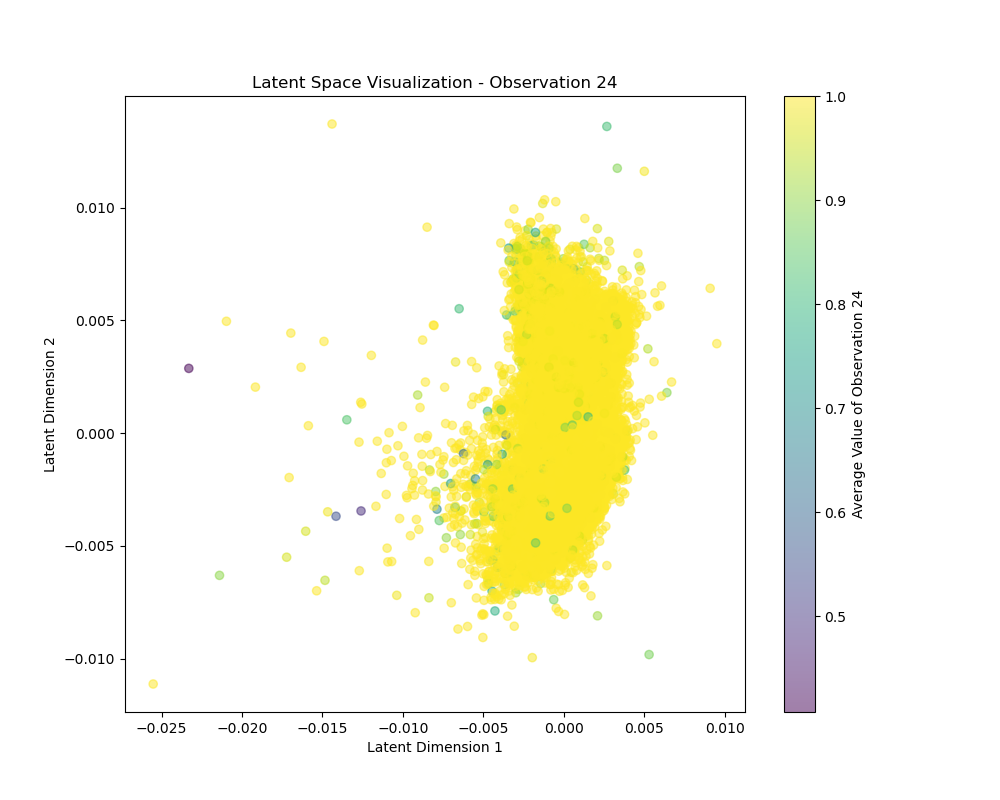 Latent Space Visualization - Observation 24
Latent Dimension 2
0.010
0.005
0.000
−0.005
−0.010
−0.025 −0.020 −0.015 −0.010 −0.005 0.000 0.005 0.010
Latent Dimension 1
1.0
0.9
0.8
0.7
0.6
0.5
Average Value of Observation 24